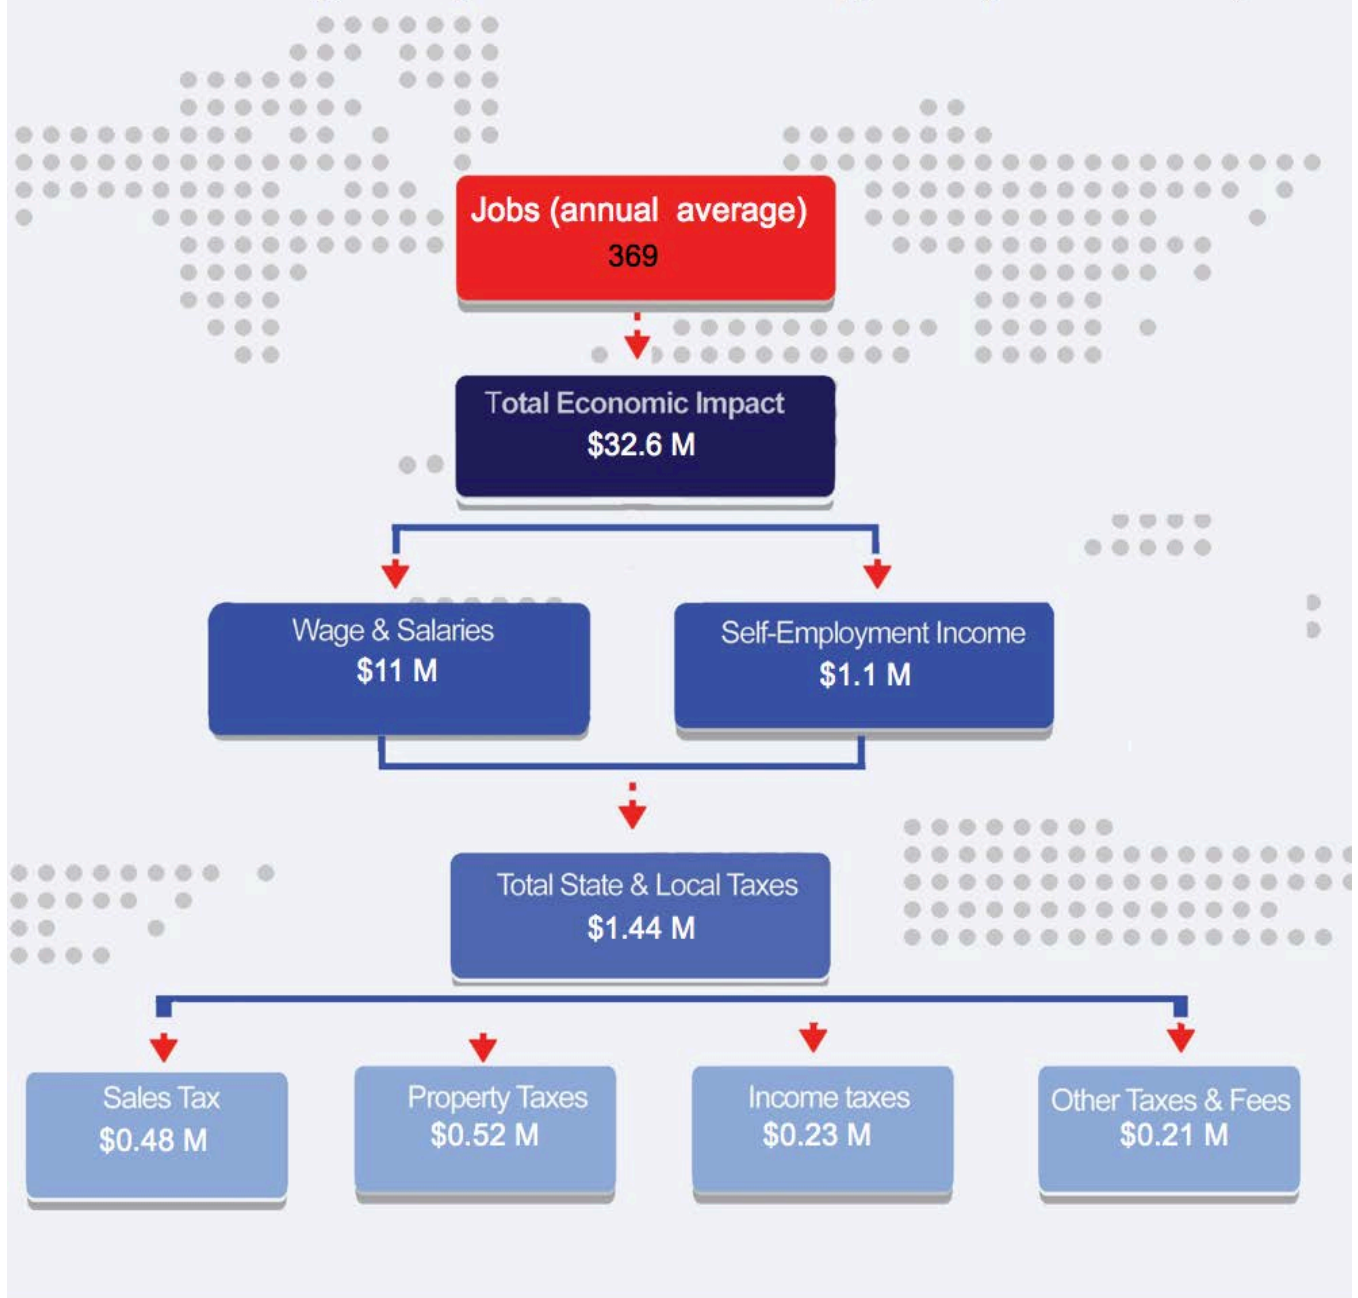 Jobs (annual average)
369
Total Economic Impact
$32.6 M
Wage & Salaries
$11 M
Self-Employment Income
$1.1 M
Total State & Local Taxes
$1.44 M
Sales Tax
$0.48 M
Property Taxes
$0.52 M
Income taxes
$0.23 M
Other Taxes & Fees
$0.21 M